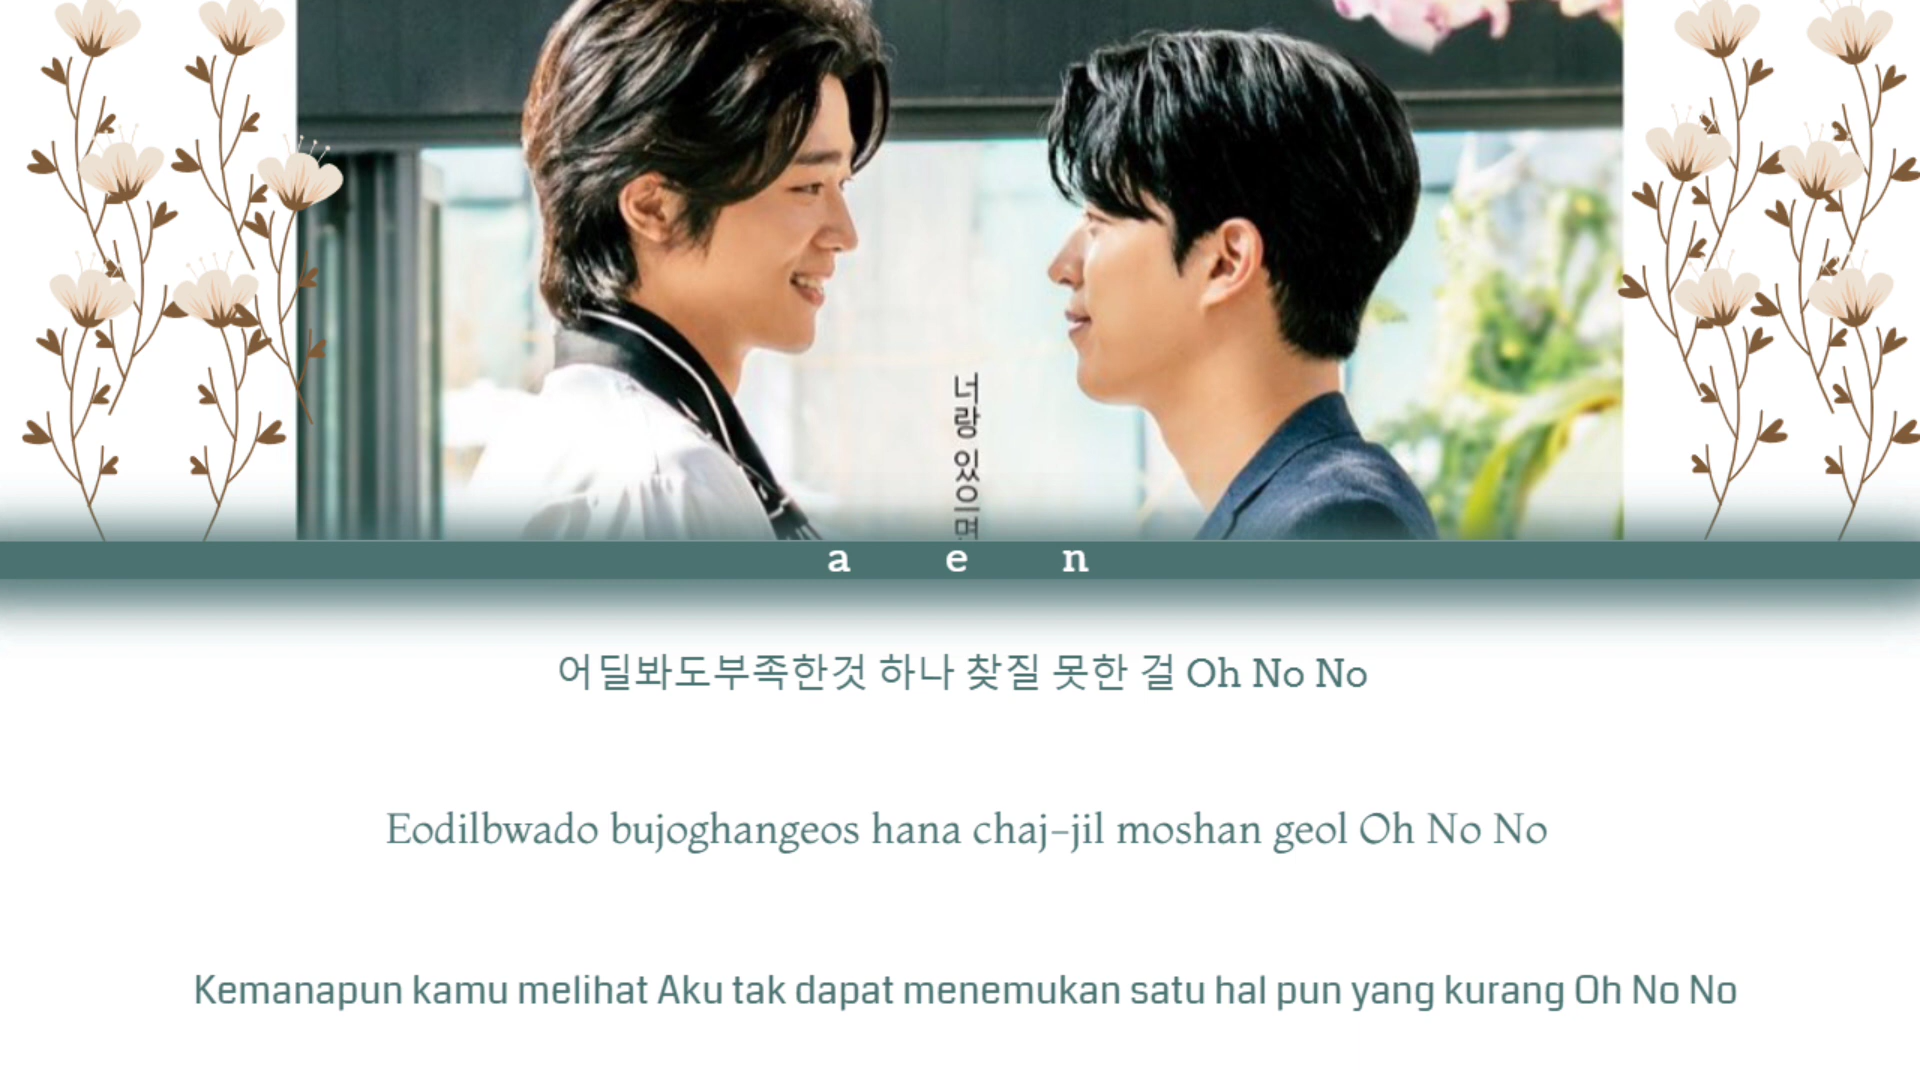 너랑 있으면
a e n
어딜봐도부족한것 하나 찾질 못한 걸 Oh No No
Eodilbwado bujoghangeos hana chaj-jil moshan geol Oh No No
Kemanapun kamu melihat Aku tak dapat menemukan satu hal pun yang kurang Oh No No